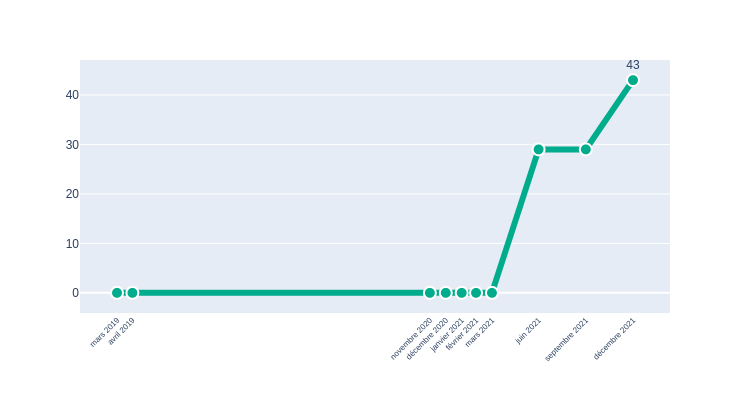 43
40
30
20
10
0
mars 2019
avril 2019
novembre 2020
décembre 2020
janvier 2021
février 2021
mars 2021
juin 2021
septembre 2021
décembre 2021